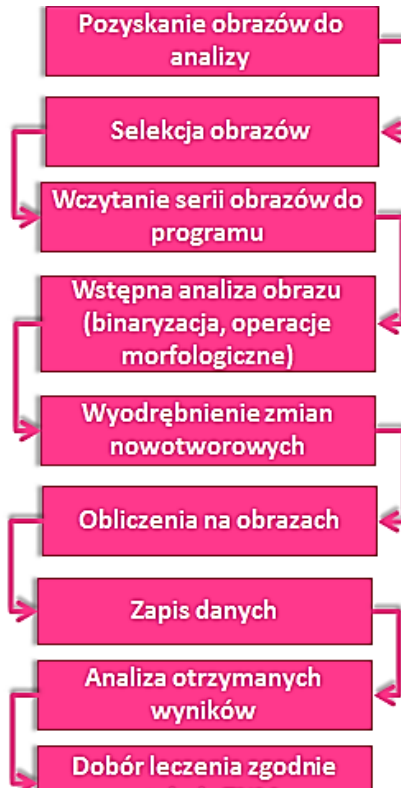 Pozyskanie obrazów do
analizy
Selekcja obrazów
Wczytanie serii obrazów do
programu
Wstępna analiza obrazu
(binaryzacja, operacje
morfologiczne)
Wyodrębnienie zmian
nowotworowych
Obliczenia na obrazach
Zapis danych
Analiza otrzymanych
wyników
Dobór leczenia zgodnie